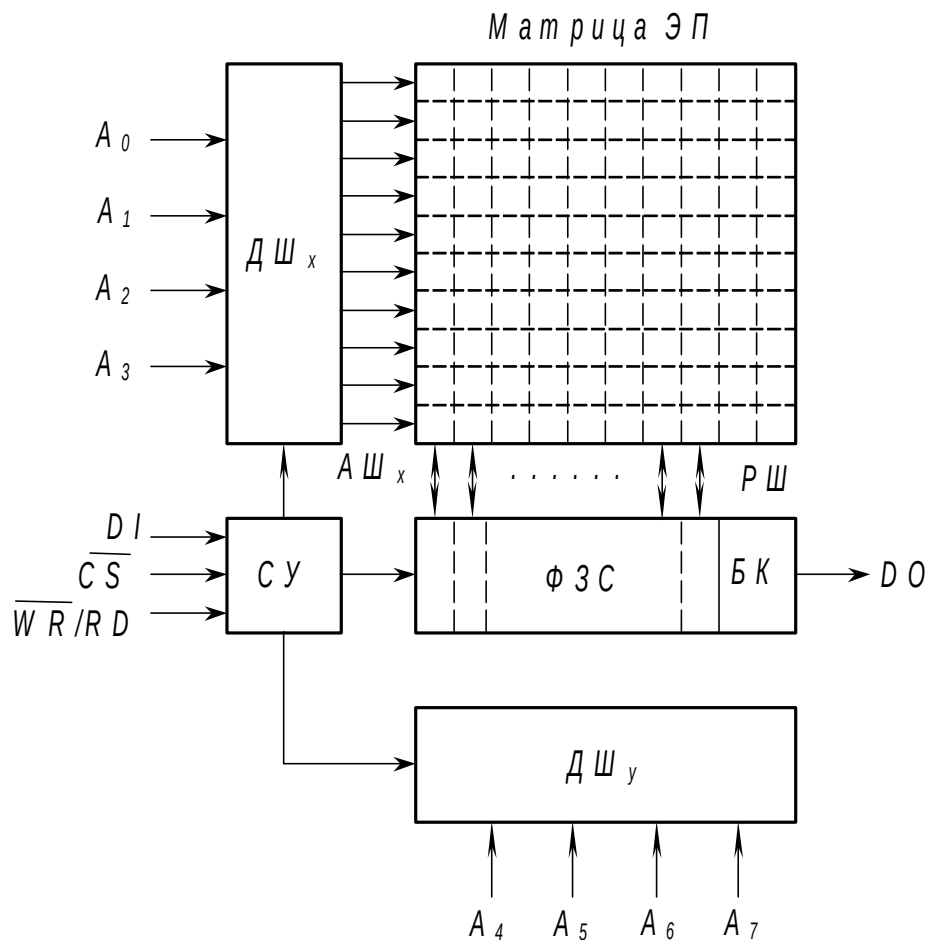 Матрица ЭП
A0
A1
A2
A3
ДШx
АШx
. . . . . .
РШ
DI
CS
WR/RD
СУ
ФЗС
БК
DO
ДШy
A4
A5
A6
A7